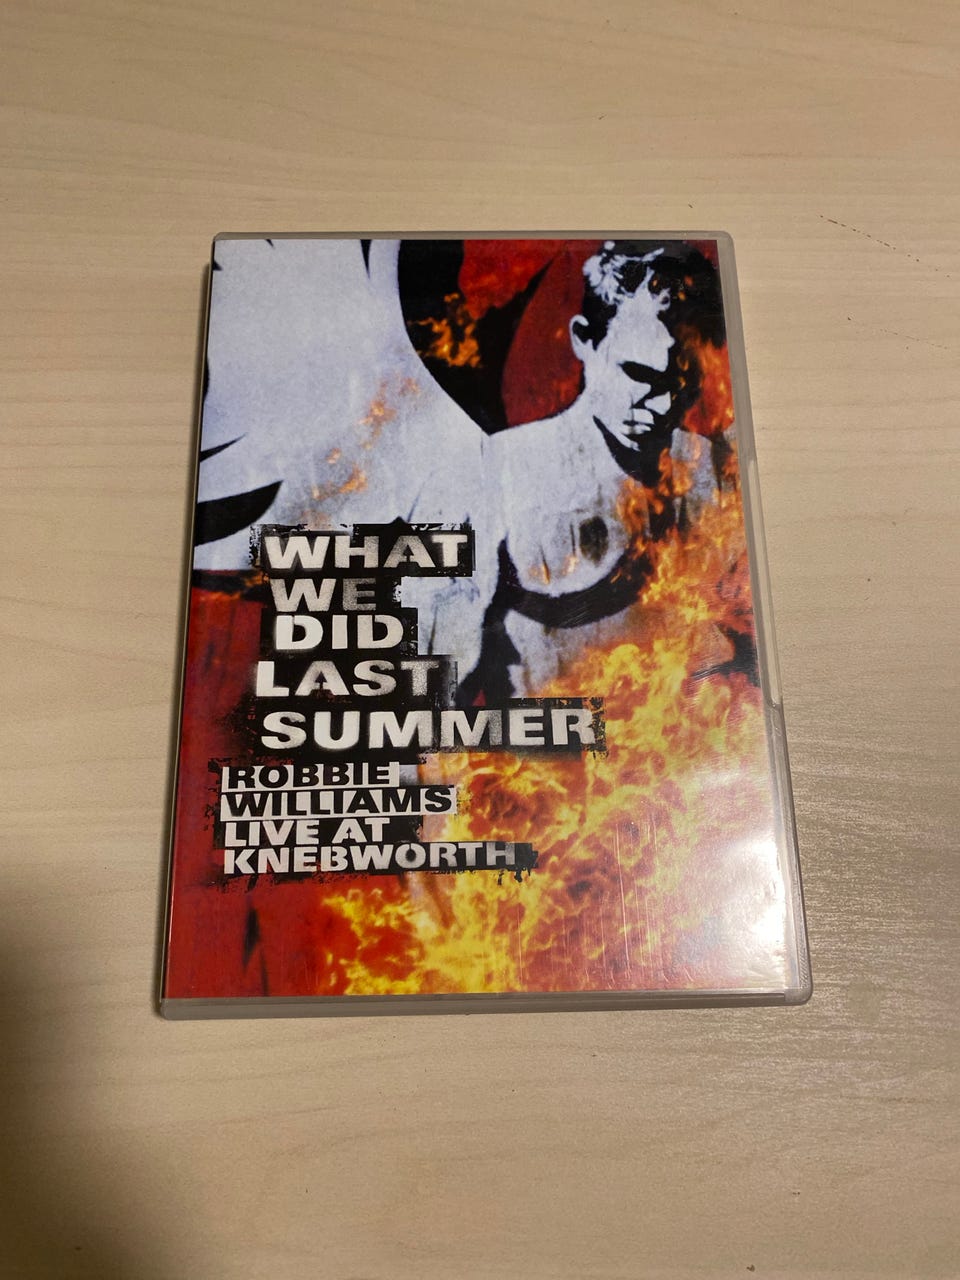 WHAT
WE
DID
LAST
SUMMER
ROBBIE
WILLIAMS
LIVE AT
KNEBWORTH